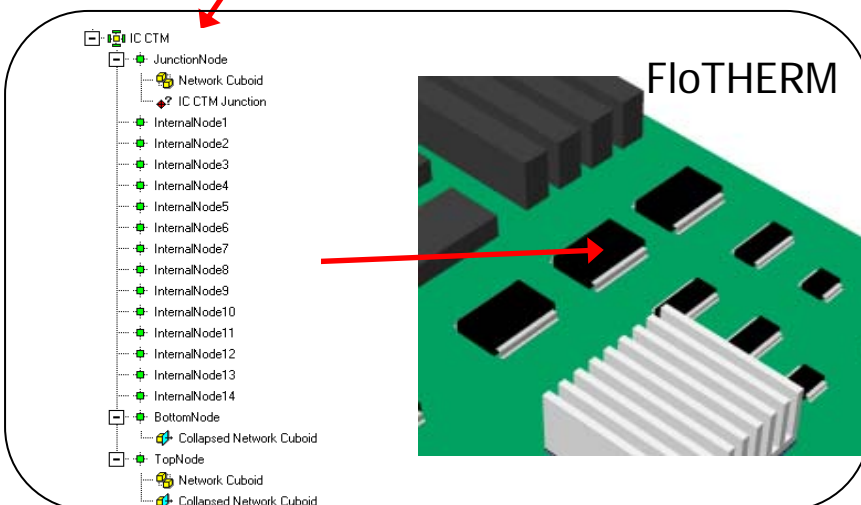 IC CTM
JunctionNode
Network Cuboid
IC CTM Junction
InternalNode1
InternalNode2
InternalNode3
InternalNode4
InternalNode5
InternalNode6
InternalNode7
InternalNode8
InternalNode9
InternalNode10
InternalNode11
InternalNode12
InternalNode13
InternalNode14
BottomNode
Collapsed Network Cuboid
TopNode
Network Cuboid
Collapsed Network Cuboid
FloTHERM